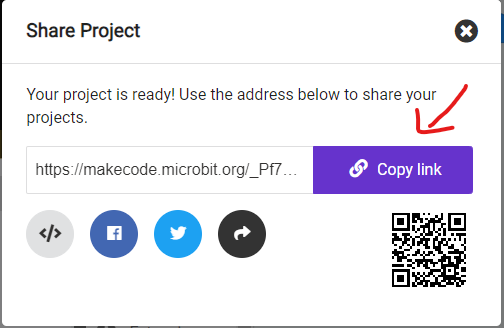 Share Project
Your project is ready! Use the address below to share your
projects.
https://makecode.microbit.org/_Pf7...
Copy link